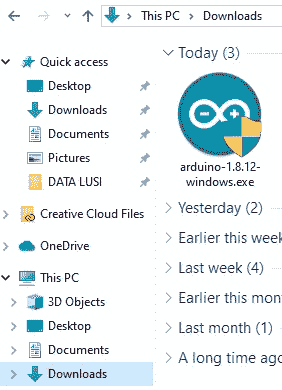 This PC > Downloads
Quick access
Desktop
Downloads
Documents
Pictures
DATA LUSI
Creative Cloud Files
OneDrive
This PC
3D Objects
Desktop
Documents
Downloads
Today (3)
arduino-1.8.12-
windows.exe
Yesterday (2)
Earlier this week
Last week (4)
Earlier this mon
Last month (1)
A long time ago